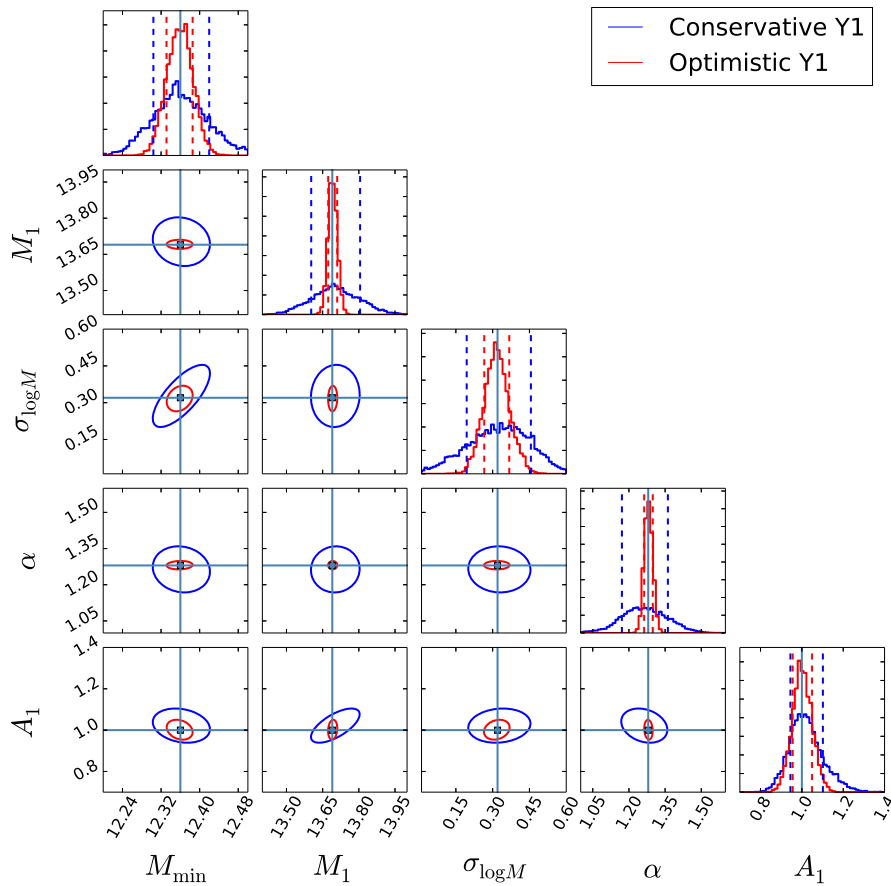 Conservative Y1
Optimistic Y1
M₁
13.95
13.80
13.65
13.50
σ_logM
0.60
0.45
0.30
0.15
α
1.50
1.35
1.20
1.05
A₁
1.4
1.2
1.0
0.8
12.24 12.32 12.40 12.48 13.50 13.65 13.80 13.95 0.15 0.30 0.45 0.60 1.05 1.20 1.35 1.50 0.8 1.0 1.2 1.4
M_min M₁ σ_logM α A₁